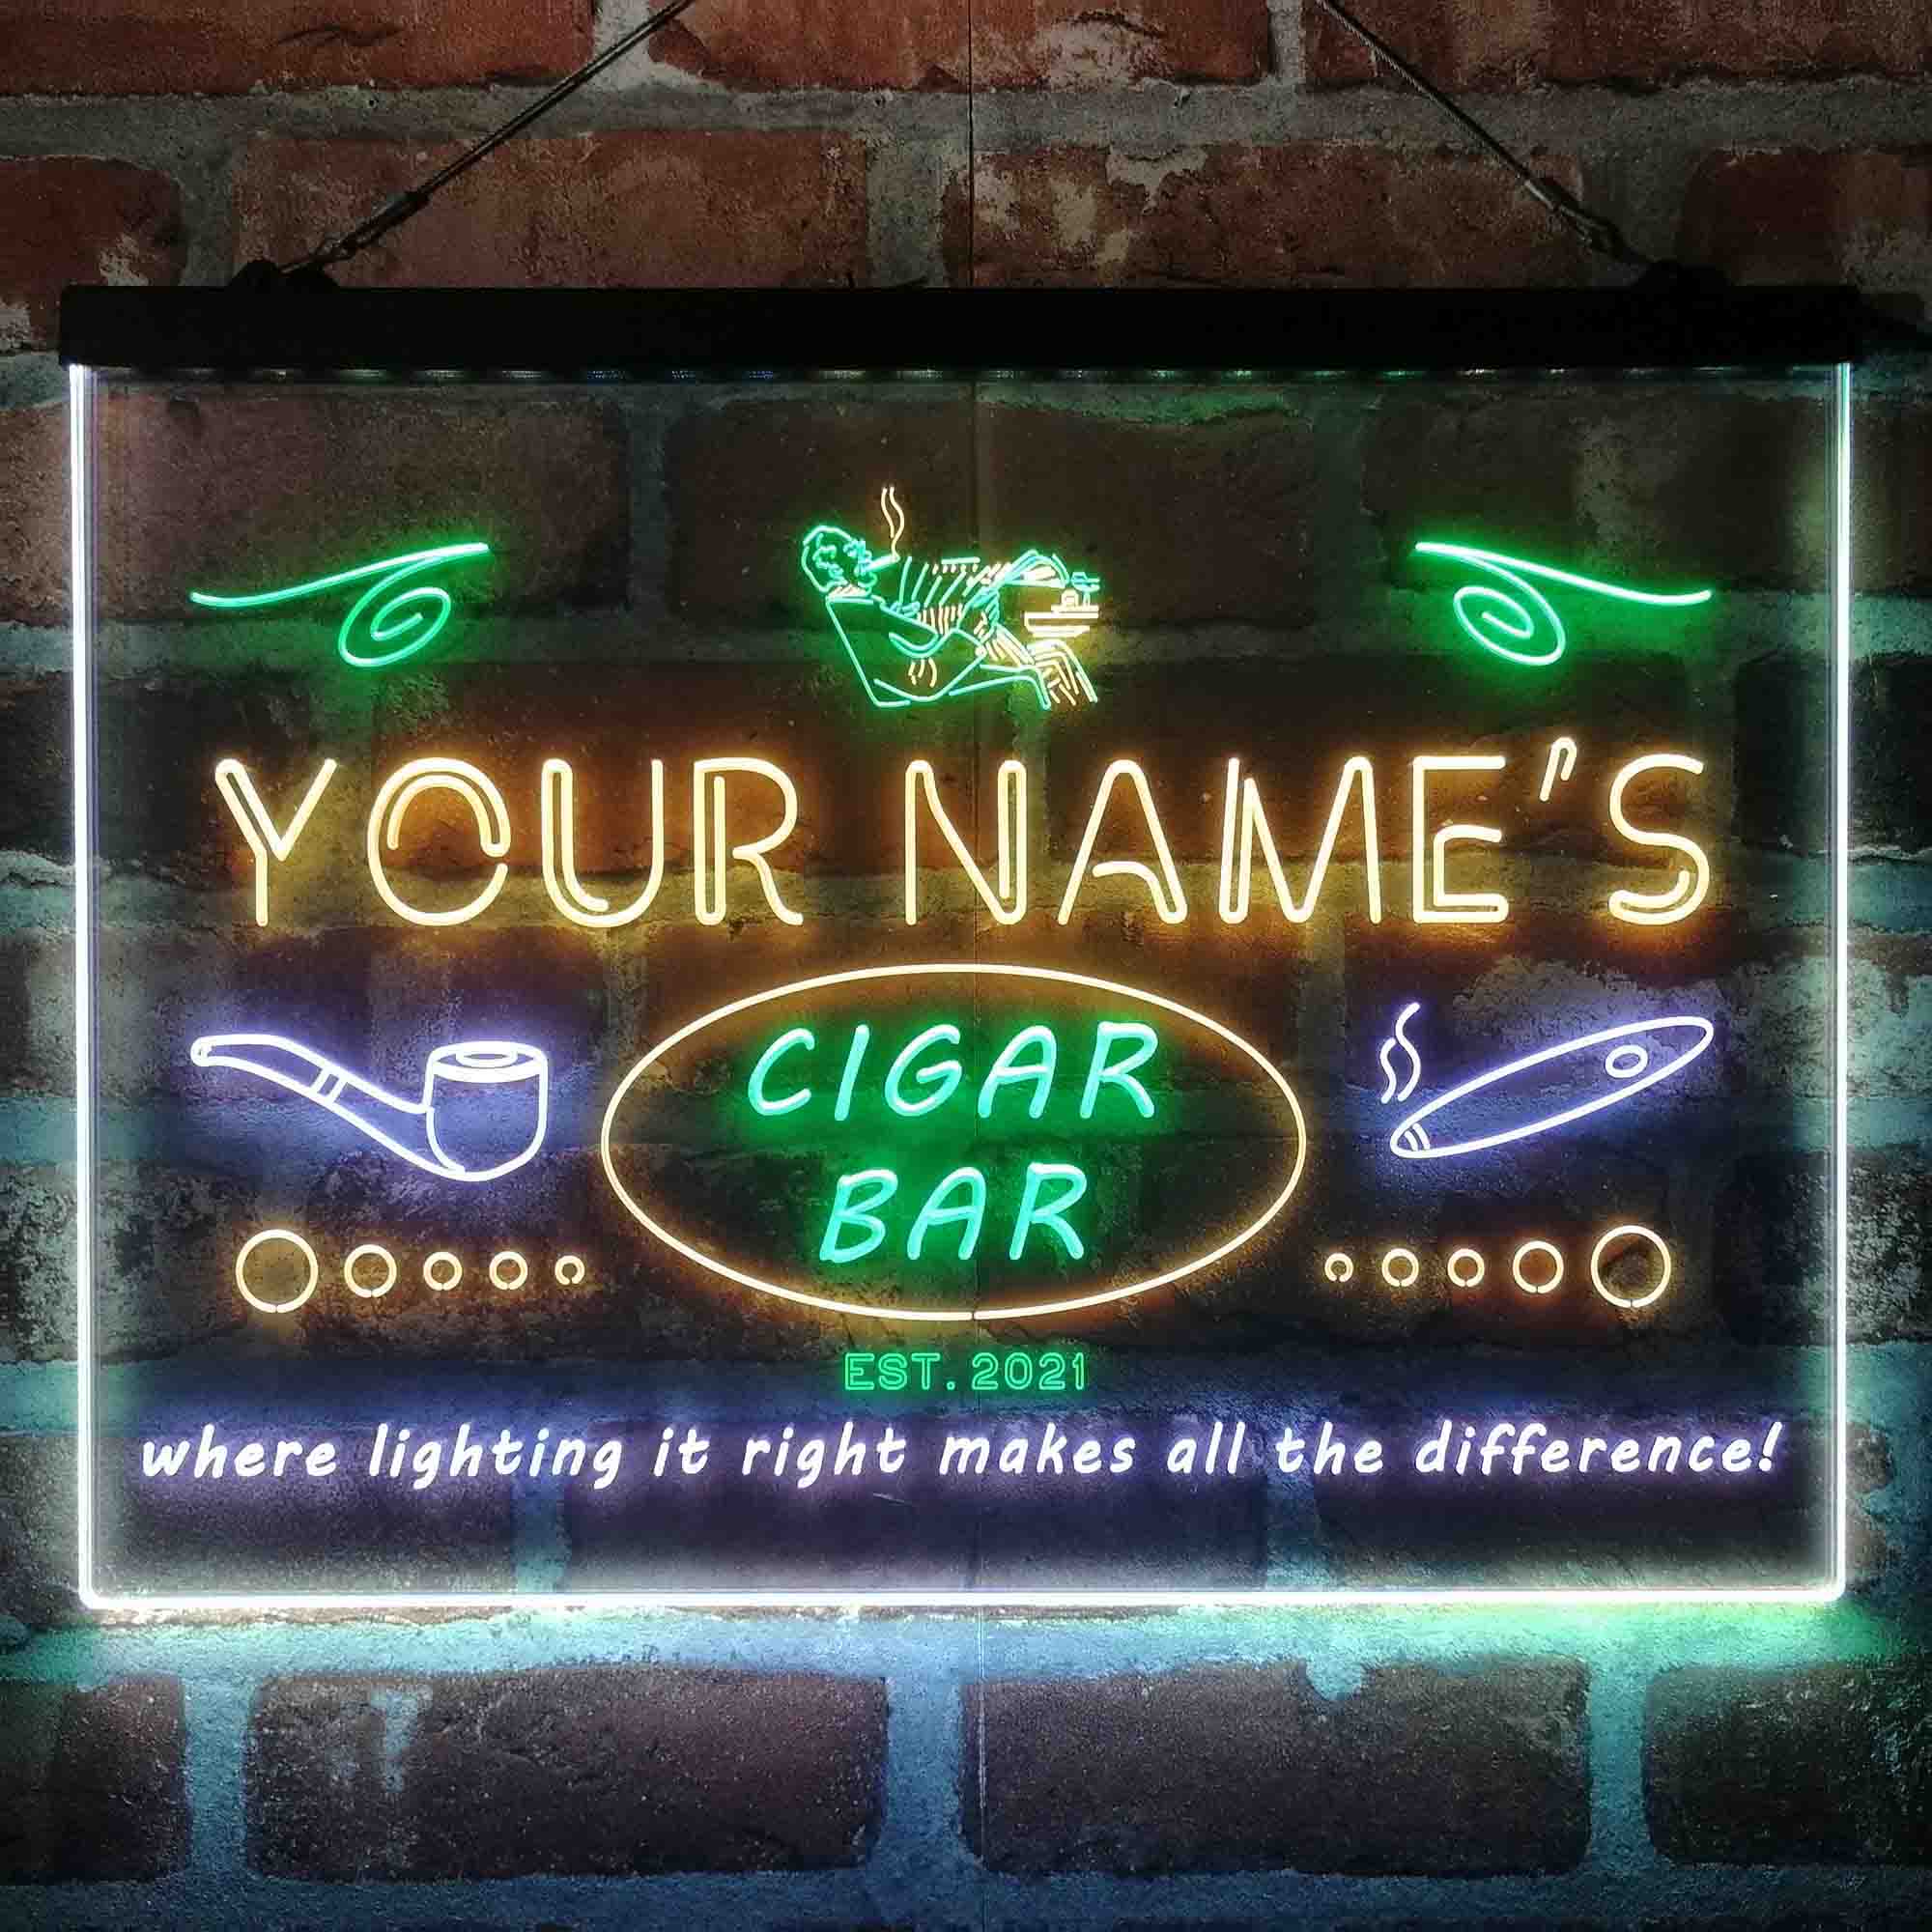 YOUR NAME'S
CIGAR
BAR
EST. 2021
where lighting it right makes all the difference!